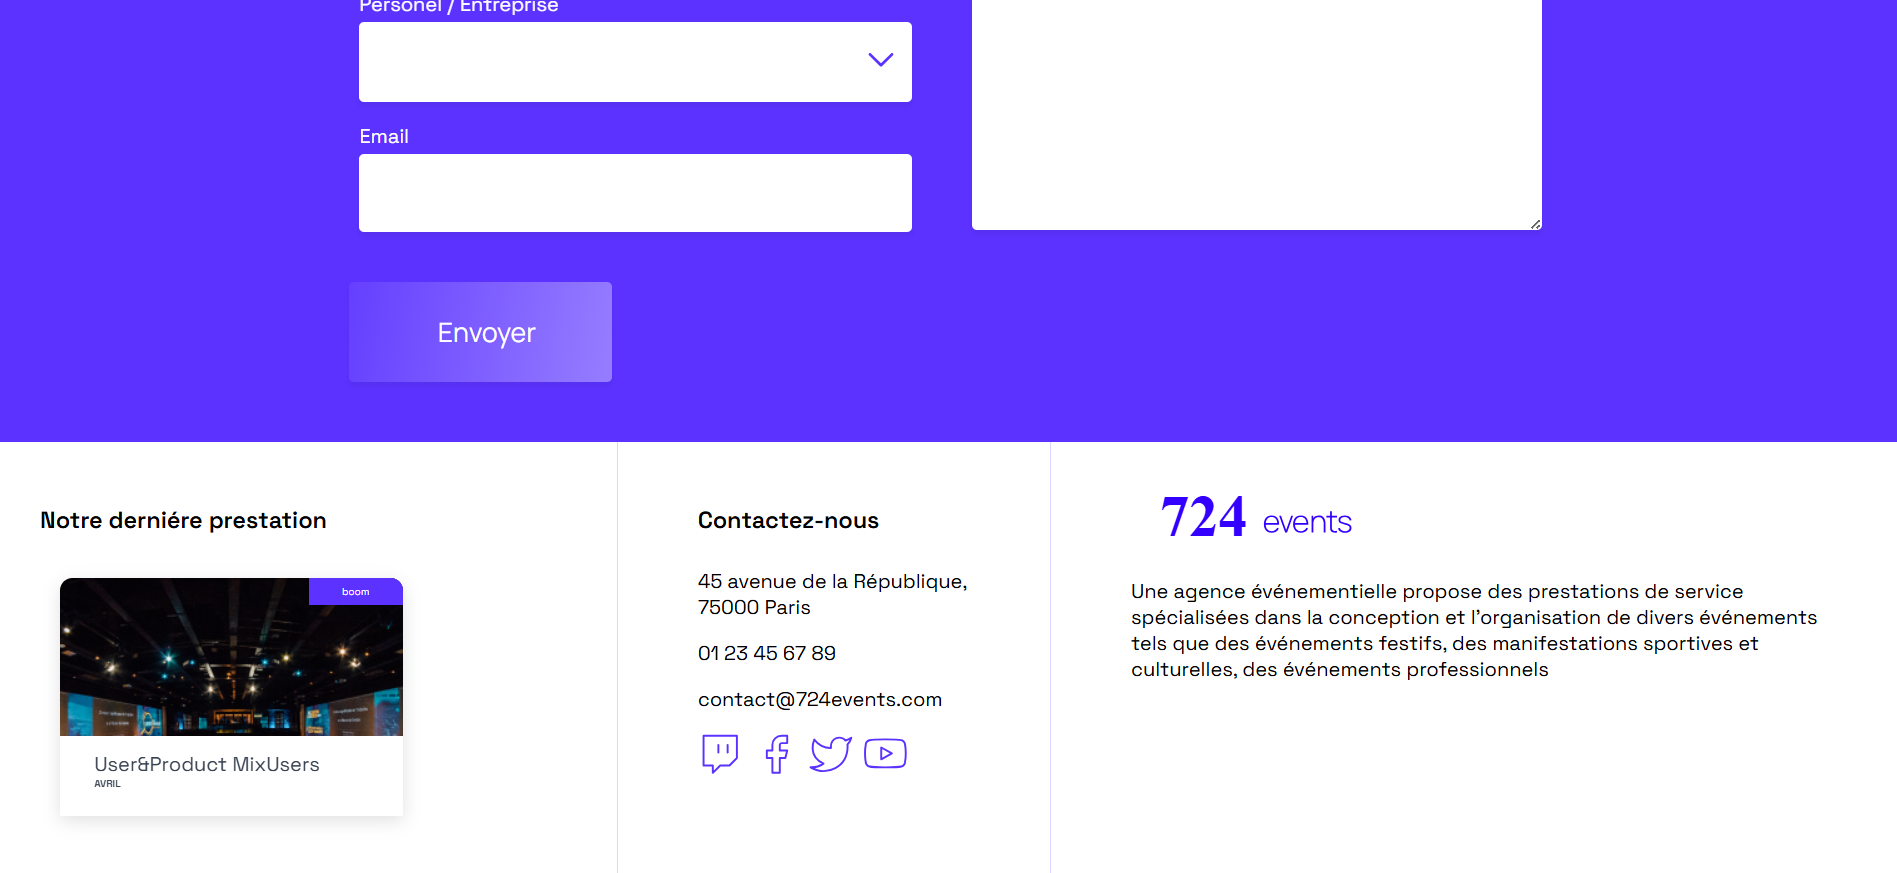 Personel / Entreprise
Email
Envoyer
Notre derniére prestation
boom
User&Product MixUsers
AVRIL
Contactez-nous
45 avenue de la République,
75000 Paris
01 23 45 67 89
contact@724events.com
724 events
Une agence événementielle propose des prestations de service
spécialisées dans la conception et l'organisation de divers événements
tels que des événements festifs, des manifestations sportives et
culturelles, des événements professionnels